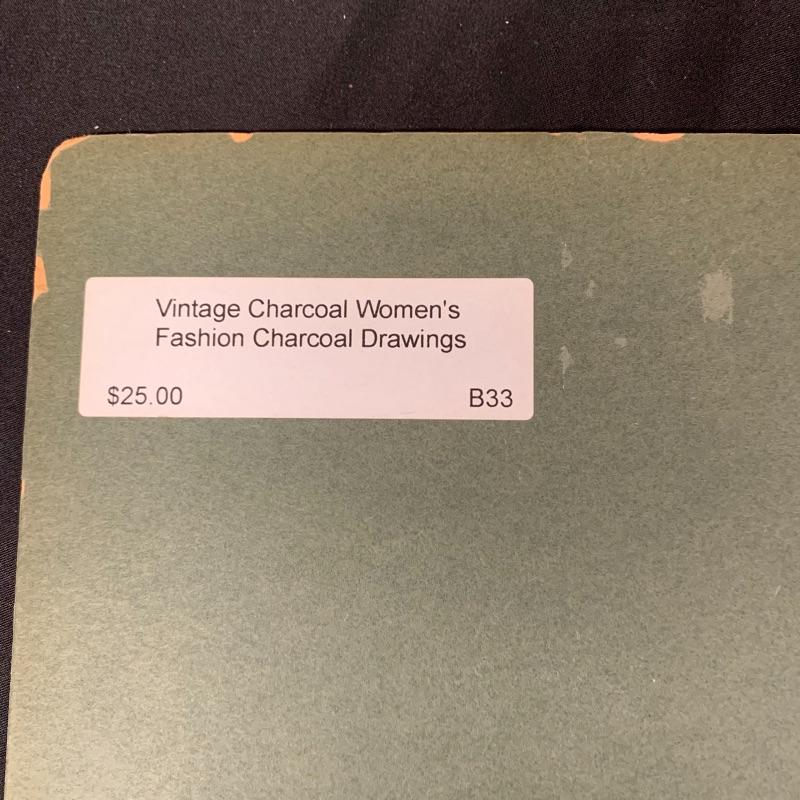 Vintage Charcoal Women's
Fashion Charcoal Drawings
$25.00 B33